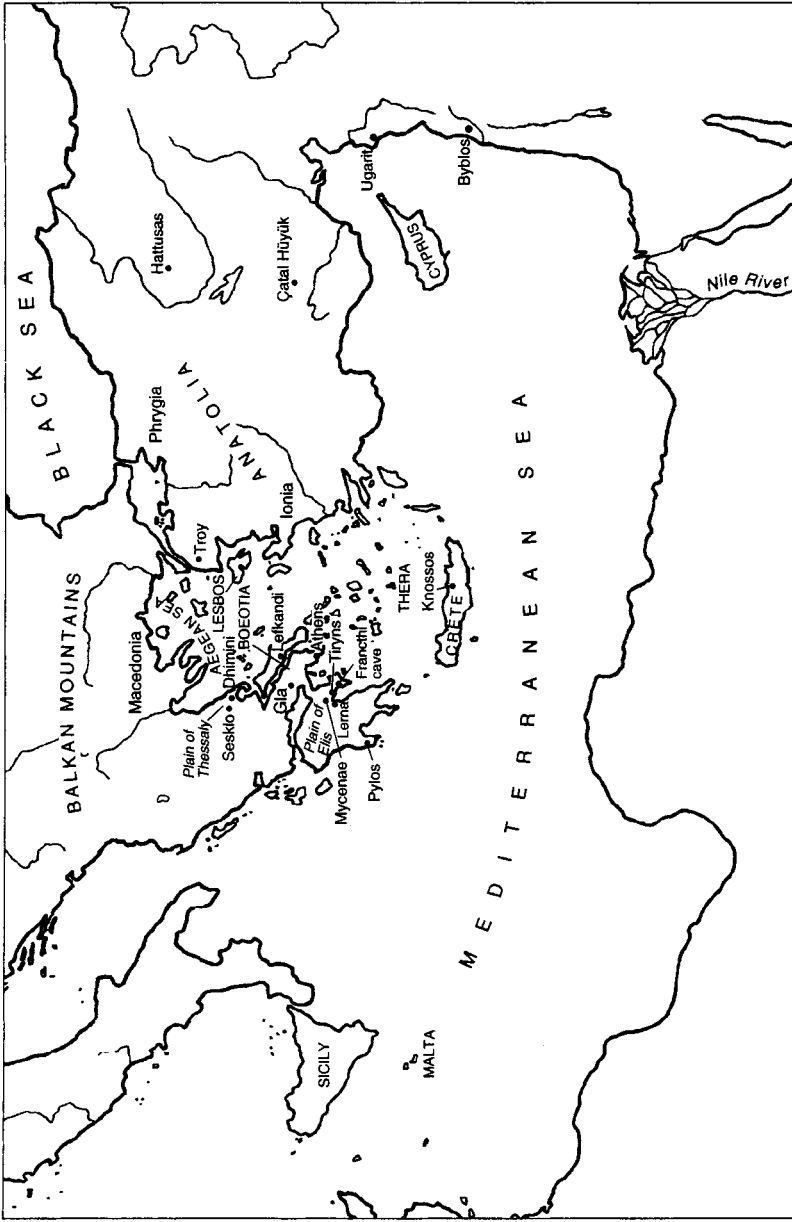 BLACK SEA
BALKAN MOUNTAINS
Macedonia
Phrygia
Hattusas
ANATOLIA
Troy
AEGEAN SEA
LESBOS
Plain of
Thessaly
Dhimini
Sesklo
BOEOTIA
Lefkandi
Ionia
Çatal Hüyük
Gla
Athens
Tiryns
Plain of
Elis
Lerna
Francthi
cave
Mycenae
Pylos
THERA
Knossos
CRETE
CYPRUS
Ugarit
Byblos
SICILY
MALTA
MEDITERRANEAN SEA
Nile River